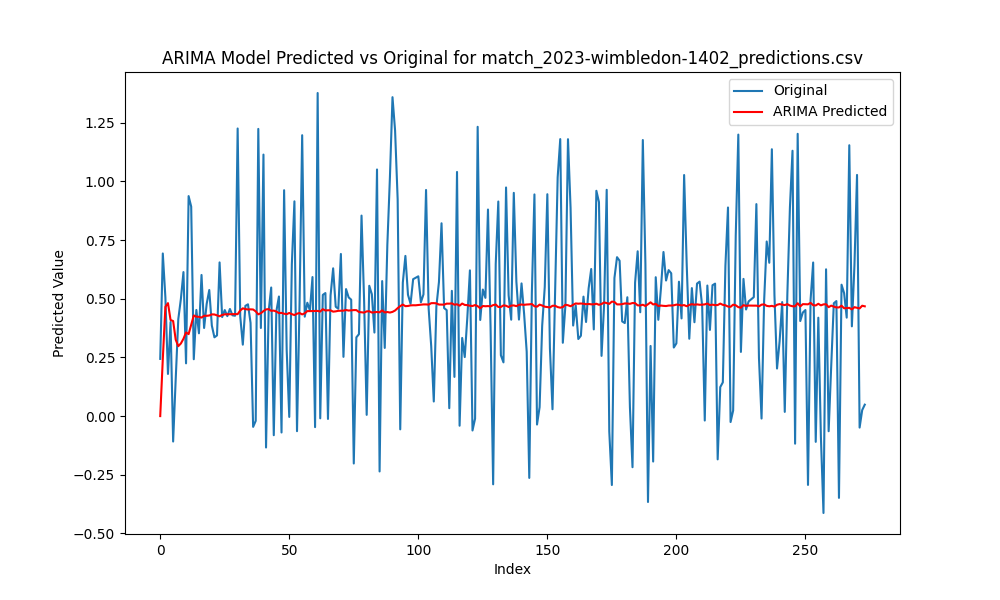 ARIMA Model Predicted vs Original for match_2023-wimbledon-1402_predictions.csv
Original
ARIMA Predicted
Predicted Value
1.25
1.00
0.75
0.50
0.25
0.00
−0.25
−0.50
0 50 100 150 200 250
Index